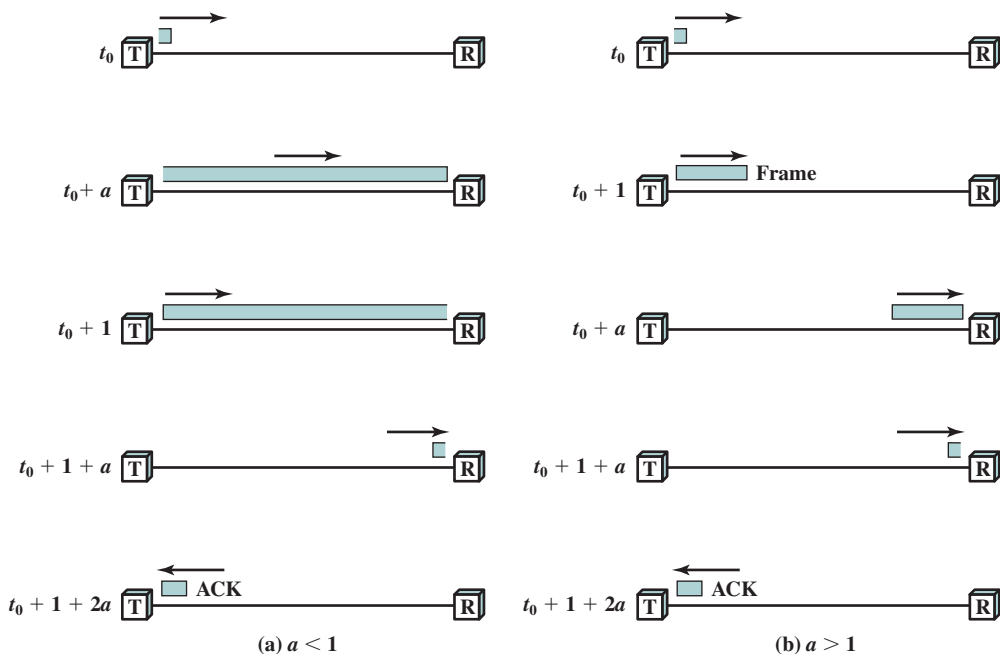 t0 T R t0 T R
t0 + a T R t0 + 1 T Frame R
t0 + 1 T R t0 + a T R
t0 + 1 + a T R t0 + 1 + a T R
t0 + 1 + 2a T ACK R t0 + 1 + 2a T ACK R
(a) a < 1 (b) a > 1